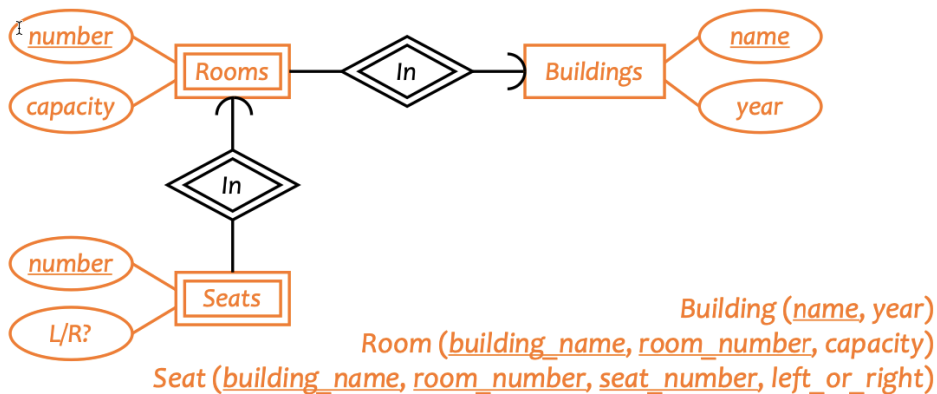 number
Rooms
In
Buildings
name
capacity
year
In
number
Seats
L/R?
Building (name, year)
Room (building_name, room_number, capacity)
Seat (building_name, room_number, seat_number, left_or_right)